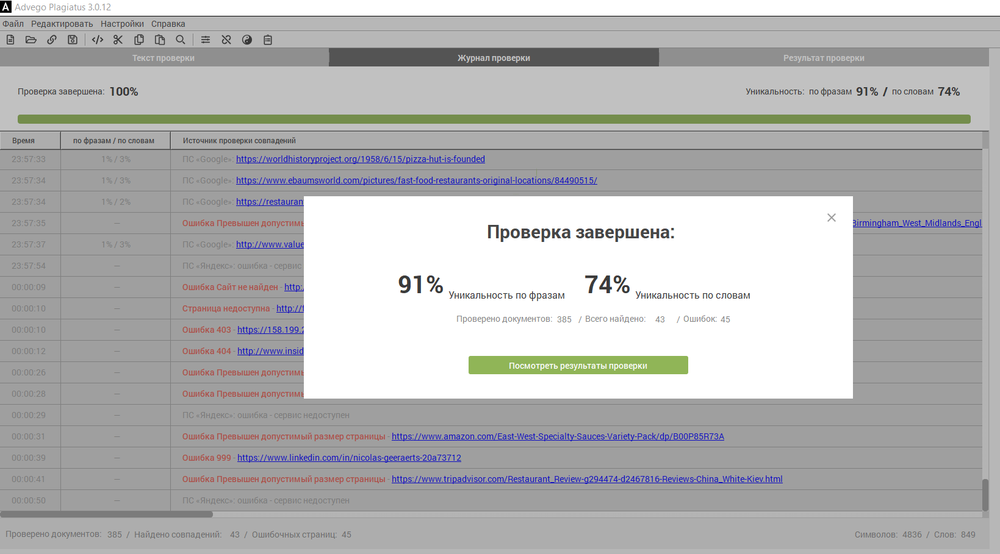 A Advego Plagiatus 3.0.12
Файл Редактировать Настройки Справка
Текст проверки Журнал проверки Результат проверки
Проверка завершена: 100% Уникальность: по фразам 91% / по словам 74%
Время по фразам / по словам Источник проверки совпадений
23:57:33 1% / 3% ПС «Google»: https://worldhistoryproject.org/1958/6/15/pizza-hut-is-founded
23:57:34 1% / 3% ПС «Google»: https://www.ebaumsworld.com/pictures/fast-food-restaurants-original-locations/84490515/
23:57:34 1% / 2% ПС «Google»: https://restauran
23:57:35 — Ошибка Превышен допустимы Birmingham_West_Midlands_Engl
23:57:37 1% / 3% ПС «Google»: http://www.value
23:57:54 — ПС «Яндекс»: ошибка - сервис
00:00:09 — Ошибка Сайт не найден - http:/
00:00:10 — Страница недоступна - http://f
00:00:10 — Ошибка 403 - https://158.199.2
00:00:12 — Ошибка 404 - http://www.insid
00:00:26 — Ошибка Превышен допустимы
00:00:28 — Ошибка Превышен допустимы
00:00:29 — ПС «Яндекс»: ошибка - сервис недоступен
00:00:31 — Ошибка Превышен допустимый размер страницы - https://www.amazon.com/East-West-Specialty-Sauces-Variety-Pack/dp/B00P85R73A
00:00:39 — Ошибка 999 - https://www.linkedin.com/in/nicolas-geeraerts-20a73712
00:00:41 — Ошибка Превышен допустимый размер страницы - https://www.tripadvisor.com/Restaurant_Review-g294474-d2467816-Reviews-China_White-Kiev.html
00:00:50 — ПС «Яндекс»: ошибка - сервис недоступен
Проверка завершена:
91% Уникальность по фразам 74% Уникальность по словам
Проверено документов: 385 / Всего найдено: 43 / Ошибок: 45
Посмотреть результаты проверки
Проверено документов: 385 / Найдено совпадений: 43 / Ошибочных страниц: 45 Символов: 4836 / Слов: 849